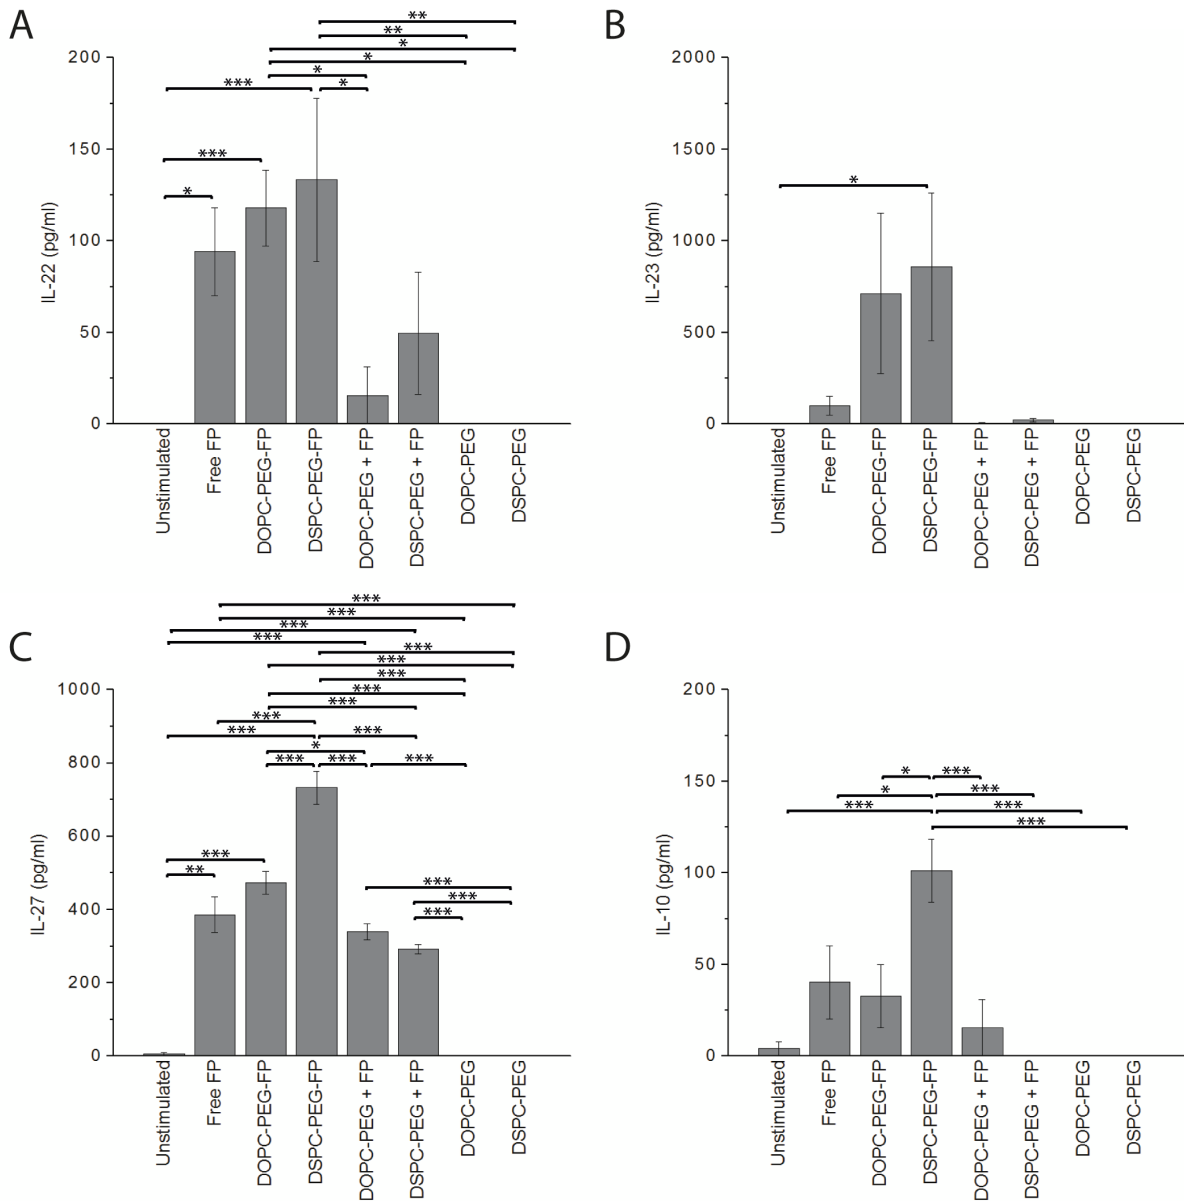 A
**
**
*
*
*
***
*
***
*
200
150
100
50
0
IL-22 (pg/ml)
Unstimulated
Free FP
DOPC-PEG-FP
DSPC-PEG-FP
DOPC-PEG + FP
DSPC-PEG + FP
DOPC-PEG
DSPC-PEG
B
*
2000
1500
1000
500
0
IL-23 (pg/ml)
Unstimulated
Free FP
DOPC-PEG-FP
DSPC-PEG-FP
DOPC-PEG + FP
DSPC-PEG + FP
DOPC-PEG
DSPC-PEG
C
***
***
***
***
***
***
***
***
***
***
***
***
*
***
***
***
***
**
***
***
***
1000
800
600
400
200
0
IL-27 (pg/ml)
Unstimulated
Free FP
DOPC-PEG-FP
DSPC-PEG-FP
DOPC-PEG + FP
DSPC-PEG + FP
DOPC-PEG
DSPC-PEG
D
*
***
*
***
***
***
***
200
150
100
50
0
IL-10 (pg/ml)
Unstimulated
Free FP
DOPC-PEG-FP
DSPC-PEG-FP
DOPC-PEG + FP
DSPC-PEG + FP
DOPC-PEG
DSPC-PEG